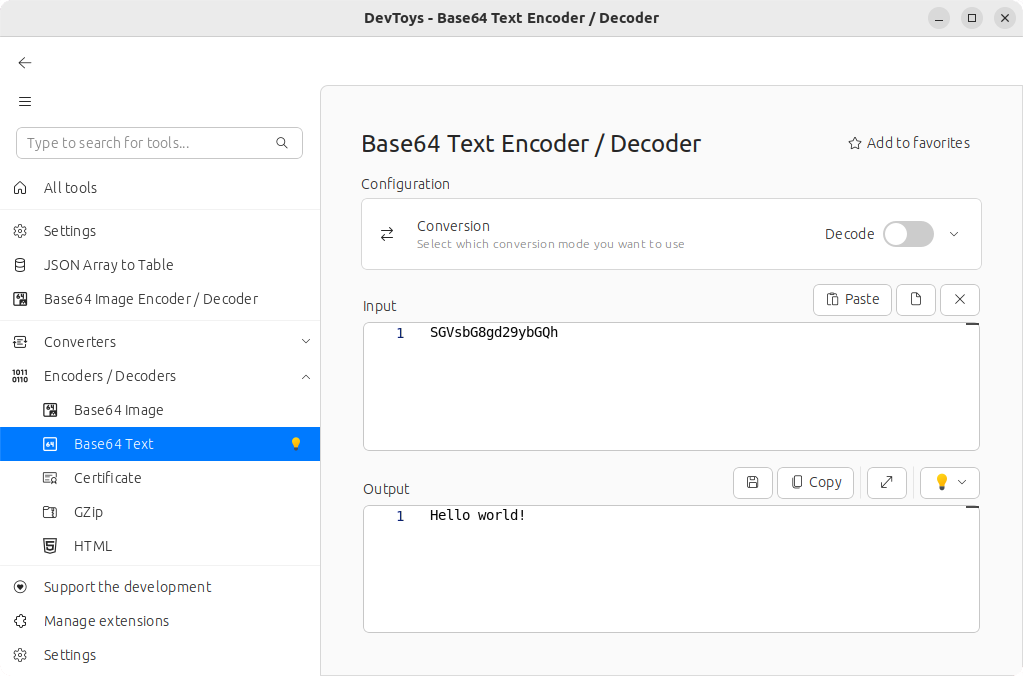 DevToys - Base64 Text Encoder / Decoder
Type to search for tools...
All tools
Settings
JSON Array to Table
Base64 Image Encoder / Decoder
Converters
Encoders / Decoders
Base64 Image
Base64 Text
Certificate
GZip
HTML
Support the development
Manage extensions
Settings
Base64 Text Encoder / Decoder
Add to favorites
Configuration
Conversion
Select which conversion mode you want to use
Decode
Input
Paste
1 SGVsbG8gd29ybGQh
Output
Copy
1 Hello world!